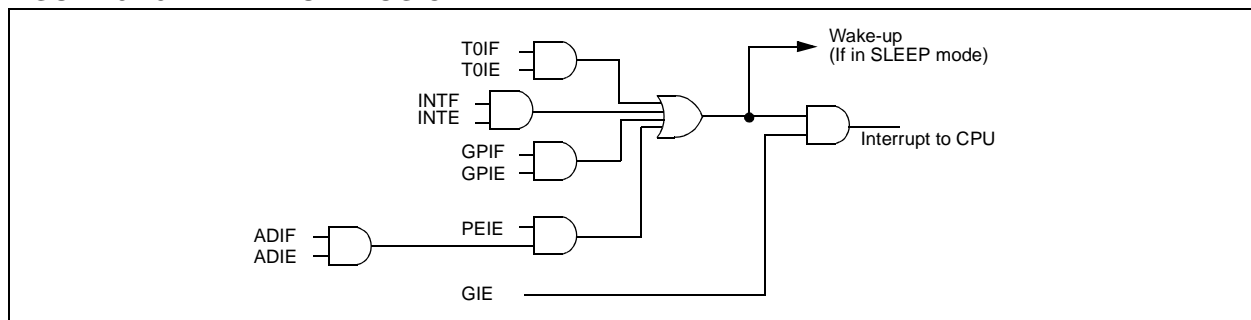 T0IF
T0IE
INTF
INTE
GPIF
GPIE
PEIE
ADIF
ADIE
GIE
Wake-up
(If in SLEEP mode)
Interrupt to CPU